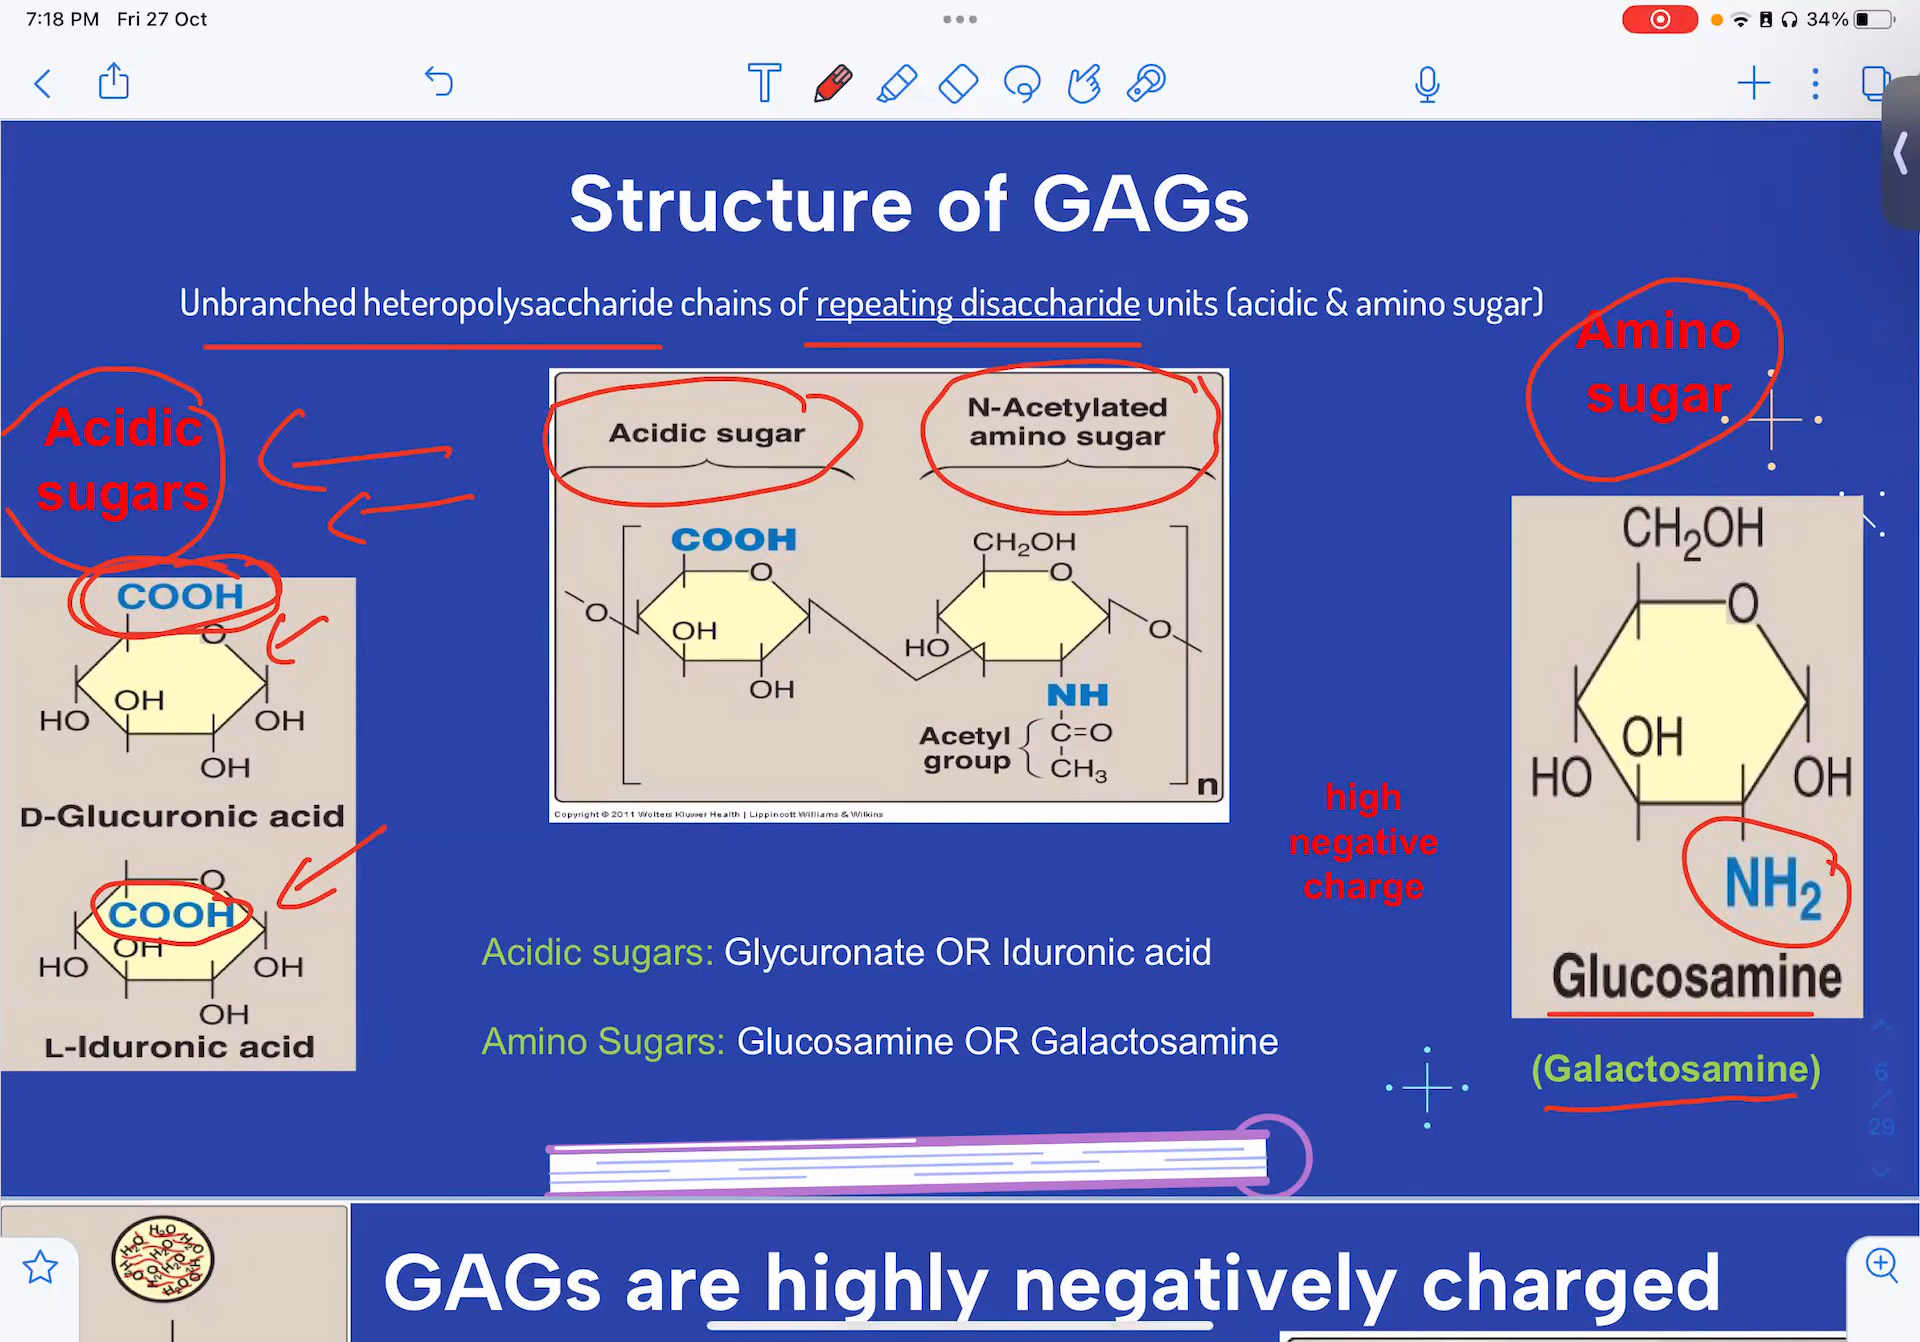 7:18 PM Fri 27 Oct
34%
Structure of GAGs
Unbranched heteropolysaccharide chains of repeating disaccharide units (acidic & amino sugar)
Amino
sugar
Acidic
sugars
Acidic sugar
N-Acetylated
amino sugar
COOH
O
O
OH
OH
CH₂OH
O
HO
O
NH
Acetyl
group
C=O
CH₃
n
Copyright © 2011 Wolters Kluwer Health | Lippincott Williams & Wilkins
COOH
O
OH
HO
OH
OH
D-Glucuronic acid
O
COOH
OH
HO
OH
OH
L-Iduronic acid
CH₂OH
O
OH
HO
OH
NH₂
Glucosamine
(Galactosamine)
high
negative
charge
Acidic sugars: Glycuronate OR Iduronic acid
Amino Sugars: Glucosamine OR Galactosamine
6
/
29
GAGs are highly negatively charged